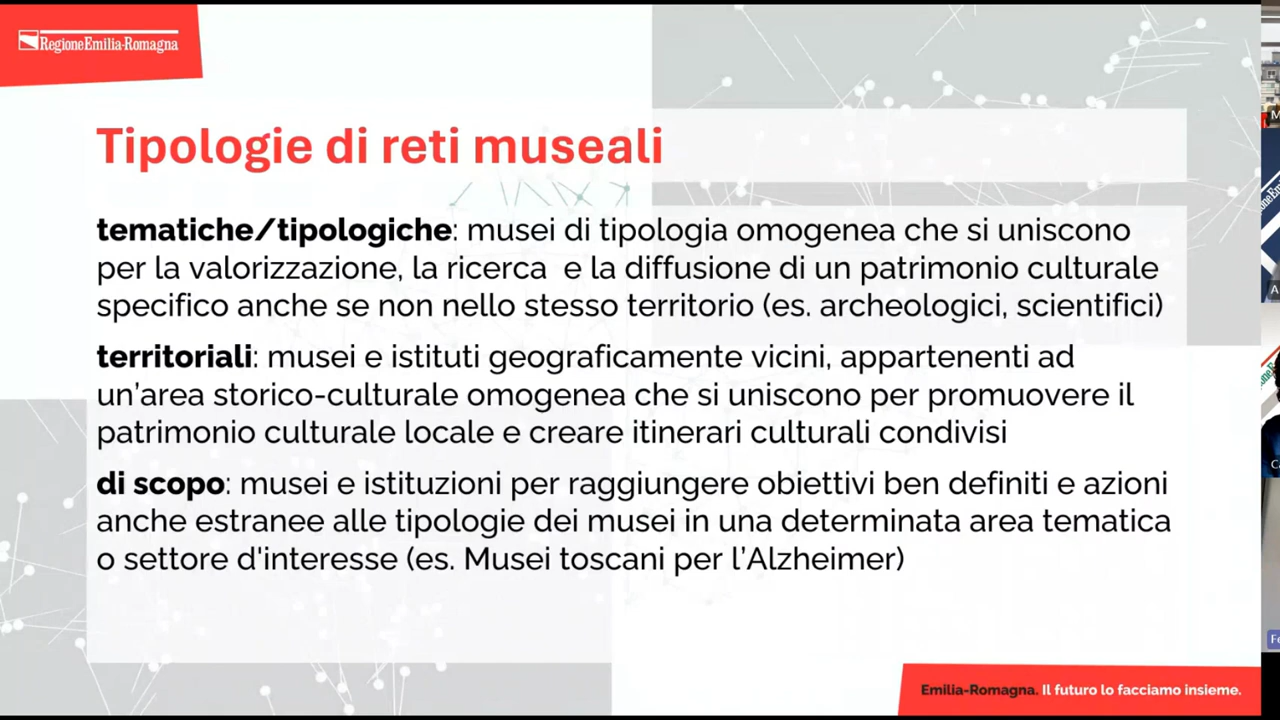 RegioneEmilia-Romagna
Tipologie di reti museali
tematiche/tipologiche: musei di tipologia omogenea che si uniscono
per la valorizzazione, la ricerca e la diffusione di un patrimonio culturale
specifico anche se non nello stesso territorio (es. archeologici, scientifici)
territoriali: musei e istituti geograficamente vicini, appartenenti ad
un'area storico-culturale omogenea che si uniscono per promuovere il
patrimonio culturale locale e creare itinerari culturali condivisi
di scopo: musei e istituzioni per raggiungere obiettivi ben definiti e azioni
anche estranee alle tipologie dei musei in una determinata area tematica
o settore d'interesse (es. Musei toscani per l'Alzheimer)
Emilia-Romagna. Il futuro lo facciamo insieme.